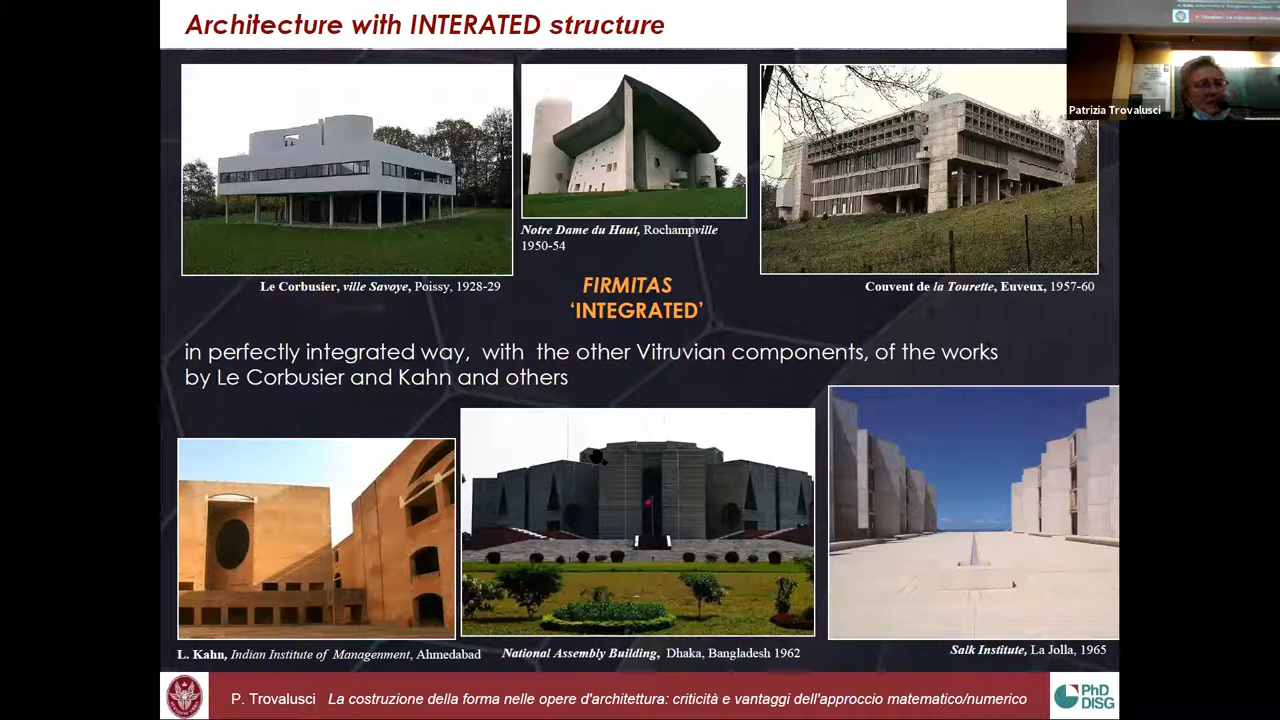 Architecture with INTERATED structure
Patrizia Trovalusci
Notre Dame du Haut, Rochampville
1950-54
Le Corbusier, ville Savoye, Poissy, 1928-29
FIRMITAS
‘INTEGRATED’
Couvent de la Tourette, Euveux, 1957-60
in perfectly integrated way, with the other Vitruvian components, of the works
by Le Corbusier and Kahn and others
L. Kahn, Indian Institute of Managenment, Ahmedabad
National Assembly Building, Dhaka, Bangladesh 1962
Salk Institute, La Jolla, 1965
P. Trovalusci La costruzione della forma nelle opere d'architettura: criticità e vantaggi dell'approccio matematico/numerico
PhD
DISG